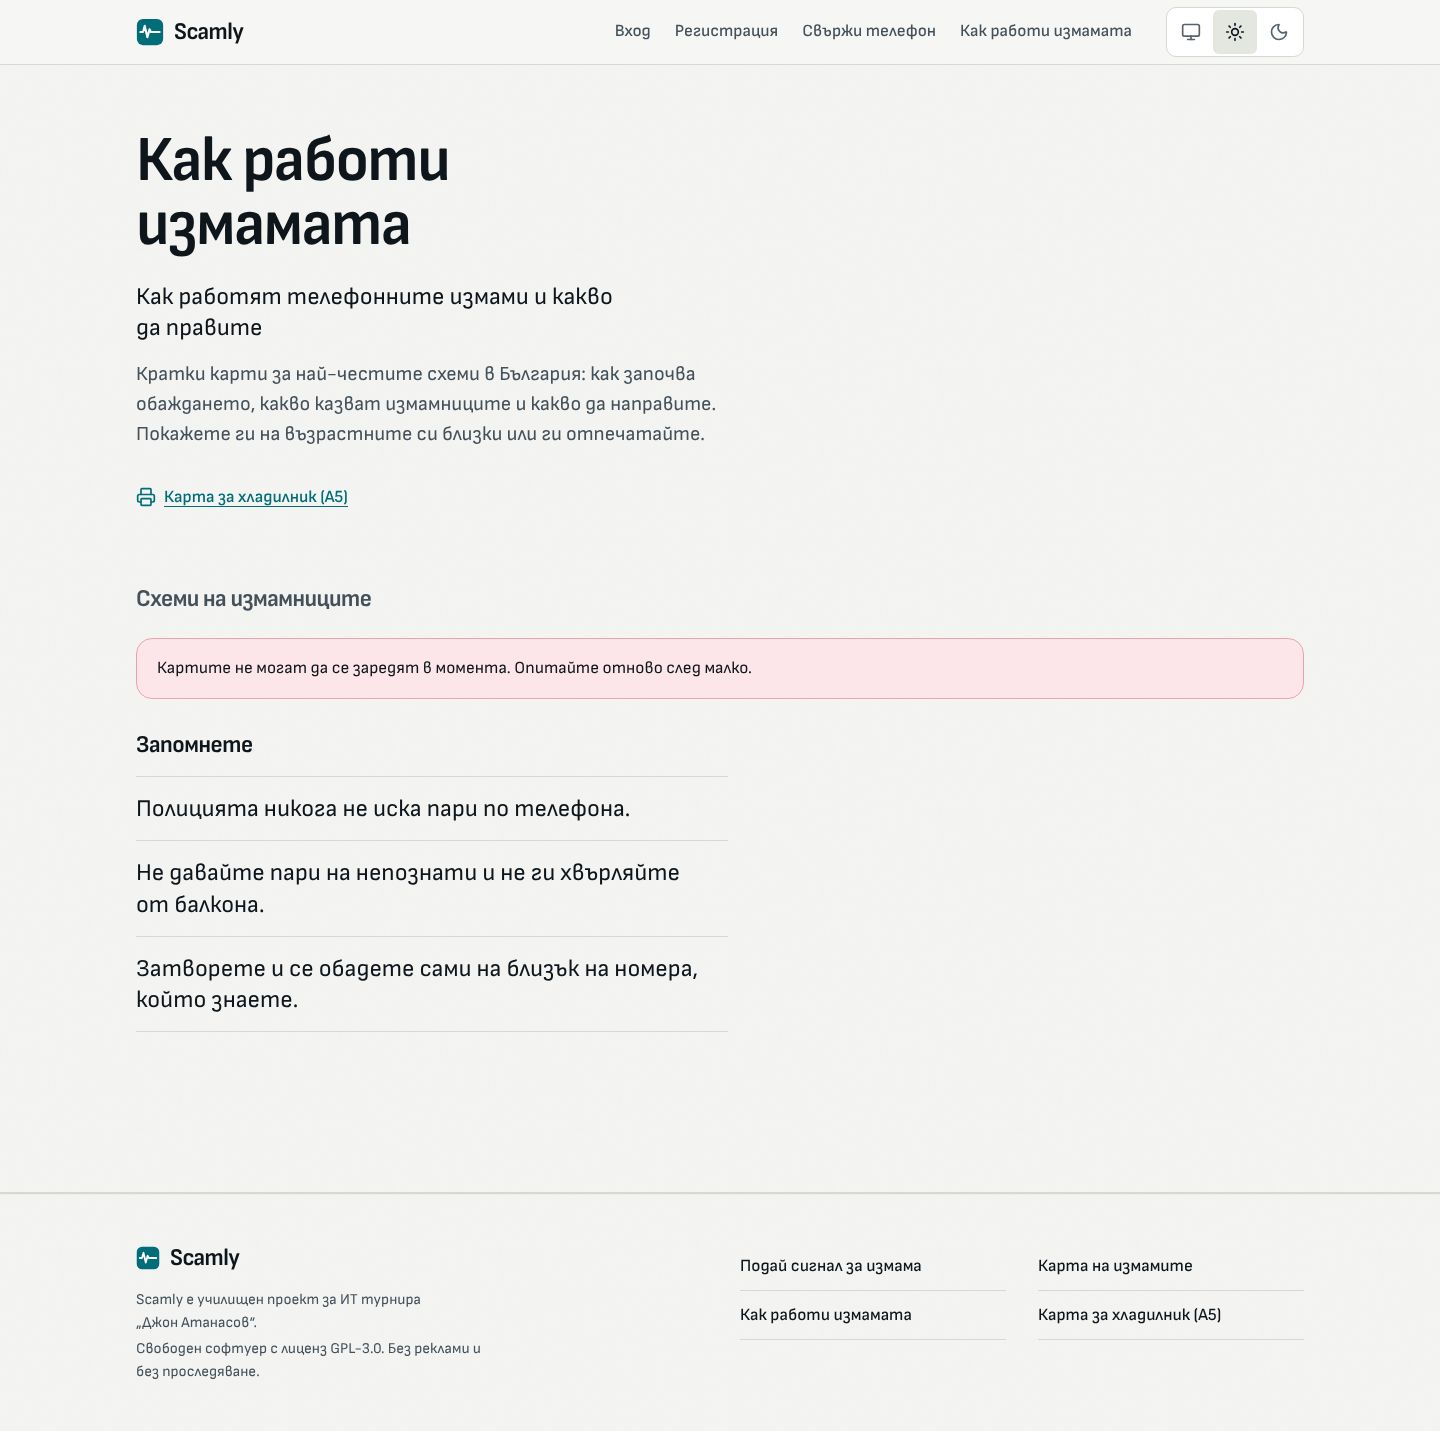 Scamly
Вход
Регистрация
Свържи телефон
Как работи измамата
Как работи
измамата
Как работят телефонните измами и какво
да правите
Кратки карти за най-честите схеми в България: как започва
обаждането, какво казват измамниците и какво да направите.
Покажете ги на възрастните си близки или ги отпечатайте.
Карта за хладилник (A5)
Схеми на измамниците
Картите не могат да се заредят в момента. Опитайте отново след малко.
Запомнете
Полицията никога не иска пари по телефона.
Не давайте пари на непознати и не ги хвърляйте
от балкона.
Затворете и се обадете сами на близък на номера,
който знаете.
Scamly
Scamly е училищен проект за ИТ турнира
„Джон Атанасов“.
Свободен софтуер с лиценз GPL-3.0. Без реклами и
без проследяване.
Подай сигнал за измама
Карта на измамите
Как работи измамата
Карта за хладилник (A5)